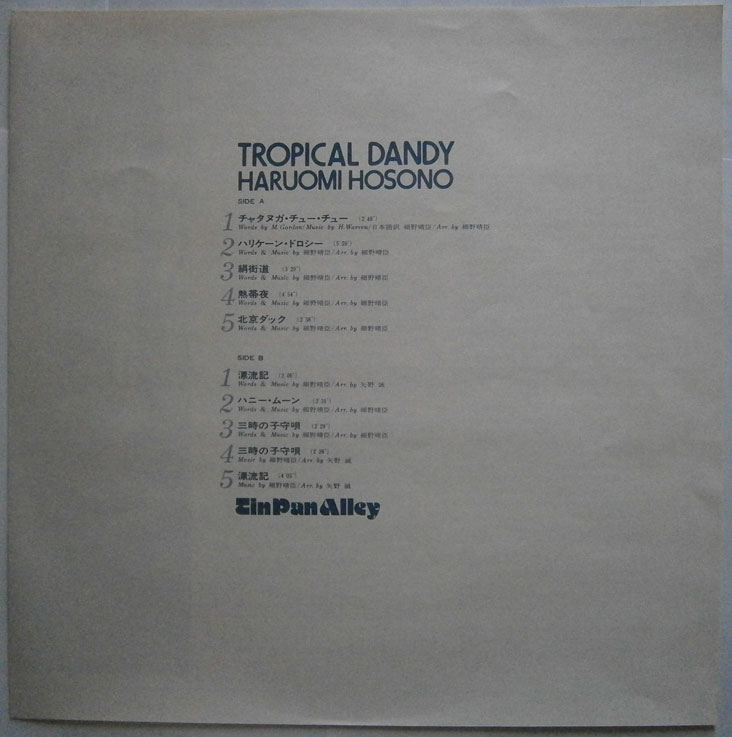 TROPICAL DANDY
HARUOMI HOSONO
SIDE A
1 チャタヌガ・チュー・チュー (2'48")
Words by M. Gordon/Music by H. Warren/日本語訳 細野晴臣/Arr. by 細野晴臣
2 ハリケーン・ドロシー
Words & Music by 細野晴臣/Arr. by 細野晴臣
3 絹街道
Words & Music by 細野晴臣/Arr. by 細野晴臣
4 熱帯夜
Words & Music by 細野晴臣/Arr. by 細野晴臣
5 北京ダック
Words & Music by 細野晴臣/Arr. by 細野晴臣
SIDE B
1 漂流記
Words & Music by 細野晴臣/Arr. by 矢野 誠
2 ハニー・ムーン
Words & Music by 細野晴臣/Arr. by 細野晴臣
3 三時の子守唄
Words & Music by 細野晴臣/Arr. by 細野晴臣
4 三時の子守唄
Music by 細野晴臣/Arr. by 矢野 誠
5 漂流記
Music by 細野晴臣/Arr. by 矢野 誠
Tin Pan Alley